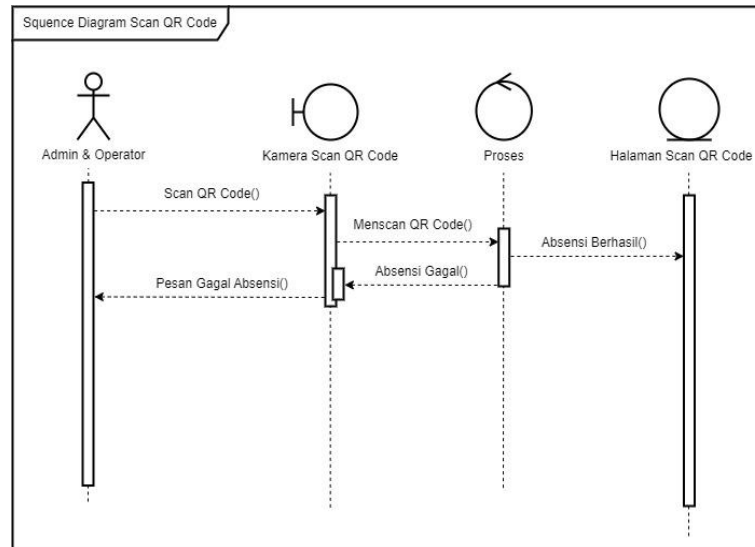 Squence Diagram Scan QR Code
Admin & Operator
Kamera Scan QR Code
Proses
Halaman Scan QR Code
Scan QR Code()
Menscan QR Code()
Absensi Berhasil()
Absensi Gagal()
Pesan Gagal Absensi()